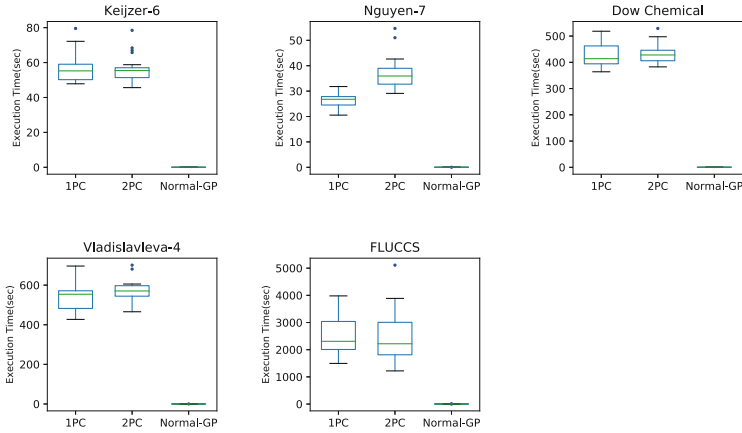 Keijzer-6
Execution Time(sec)
80
60
40
20
0
1PC 2PC Normal-GP
Nguyen-7
Execution Time(sec)
50
40
30
20
10
0
1PC 2PC Normal-GP
Dow Chemical
Execution Time(sec)
500
400
300
200
100
0
1PC 2PC Normal-GP
Vladislavleva-4
Execution Time(sec)
600
400
200
0
1PC 2PC Normal-GP
FLUCCS
Execution Time(sec)
5000
4000
3000
2000
1000
0
1PC 2PC Normal-GP